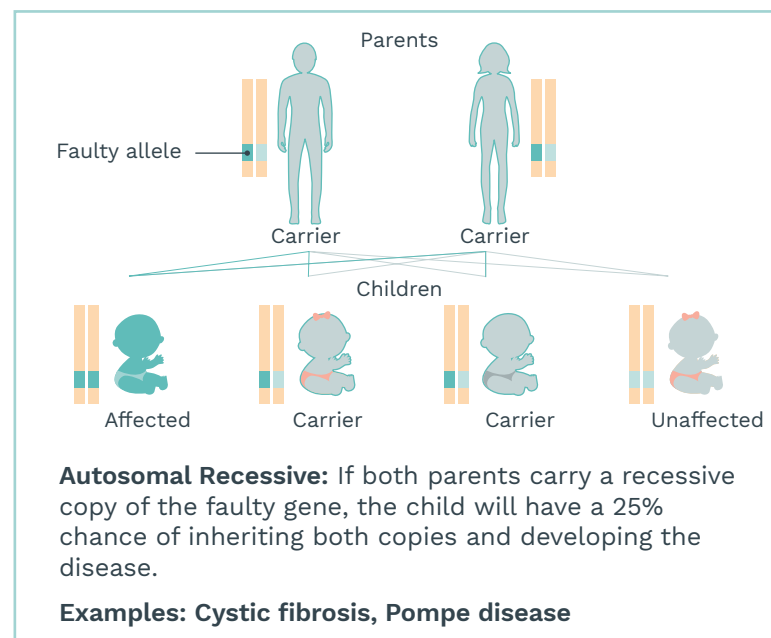 Parents
Faulty allele
Carrier
Carrier
Children
Affected
Carrier
Carrier
Unaffected
Autosomal Recessive: If both parents carry a recessive
copy of the faulty gene, the child will have a 25%
chance of inheriting both copies and developing the
disease.
Examples: Cystic fibrosis, Pompe disease